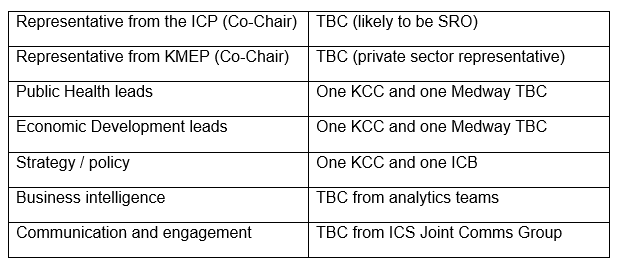 Representative from the ICP (Co-Chair) TBC (likely to be SRO)
Representative from KMEP (Co-Chair) TBC (private sector representative)
Public Health leads One KCC and one Medway TBC
Economic Development leads One KCC and one Medway TBC
Strategy / policy One KCC and one ICB
Business intelligence TBC from analytics teams
Communication and engagement TBC from ICS Joint Comms Group